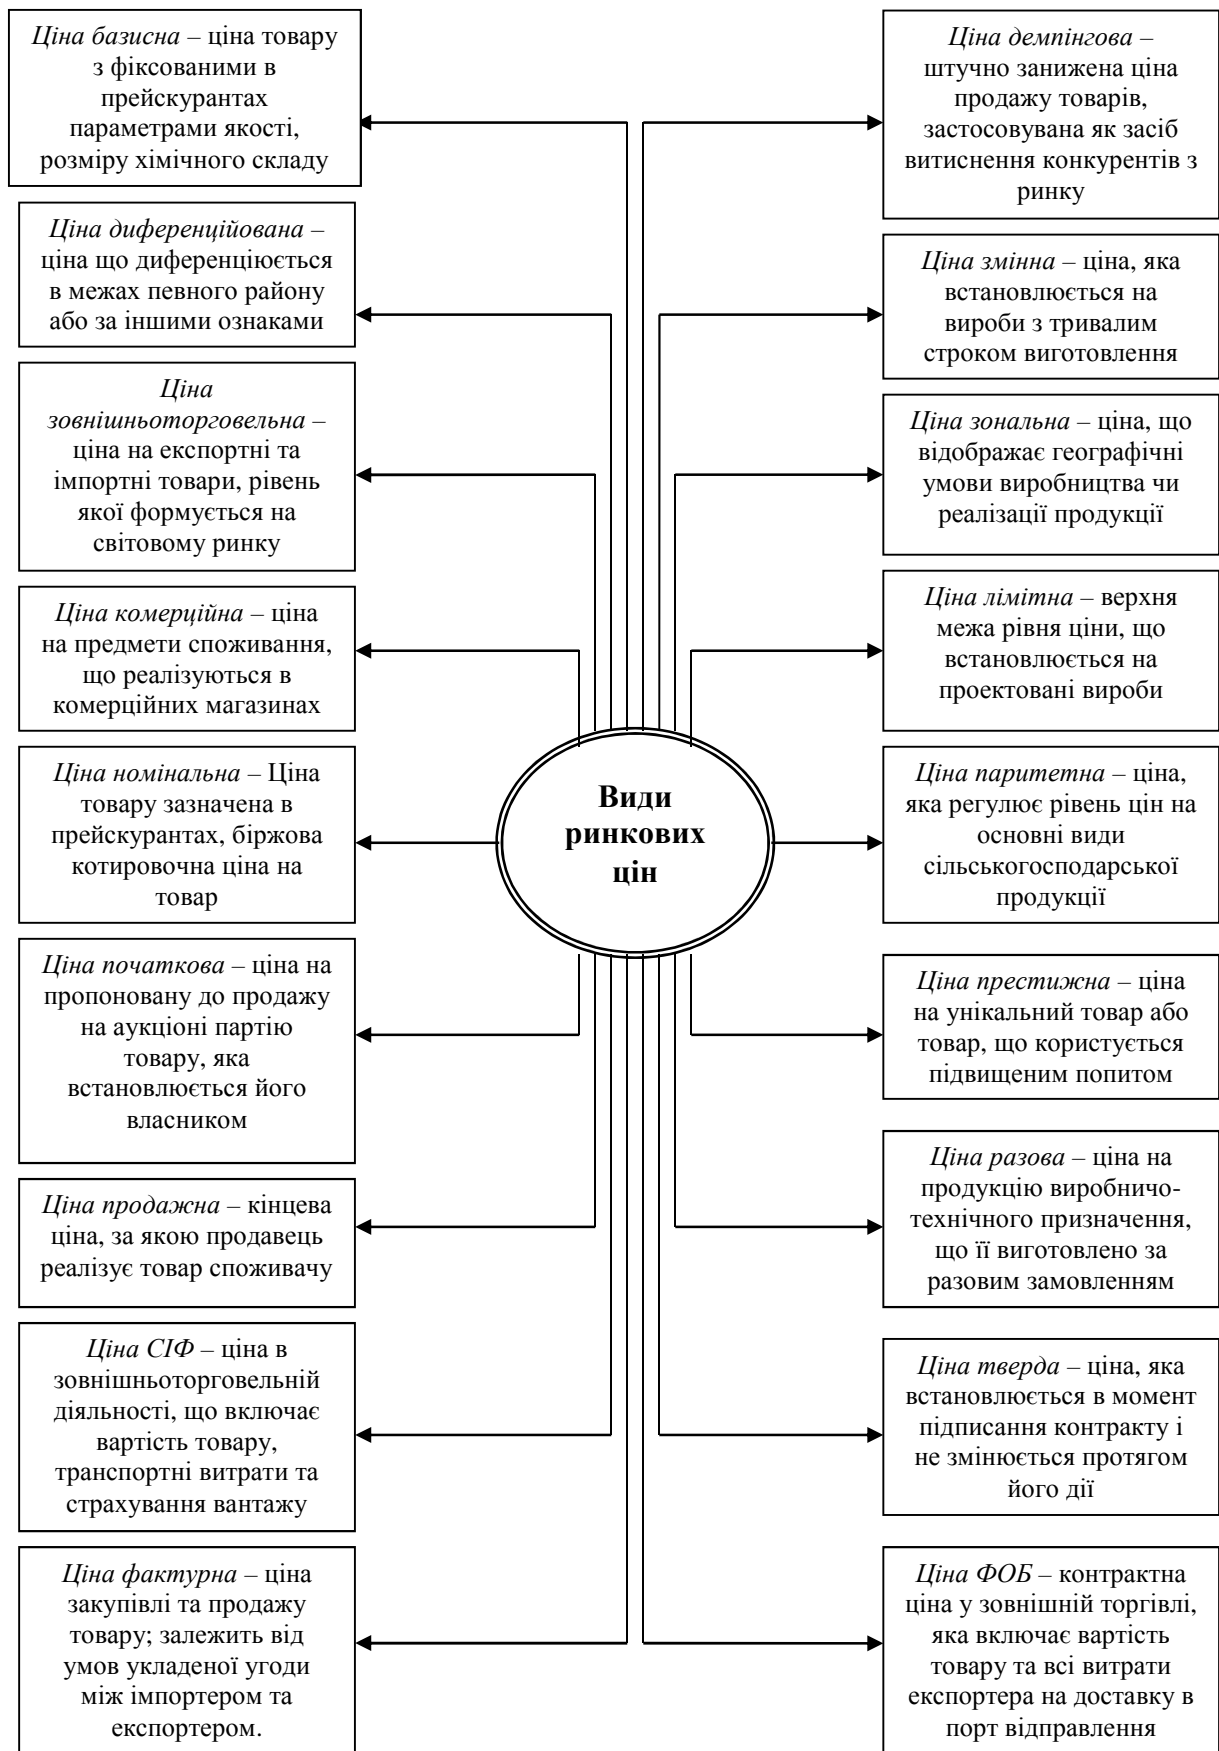 Ціна базисна – ціна товару
з фіксованими в
прейскурантах
параметрами якості,
розміру хімічного складу
Ціна диференційована –
ціна що диференціюється
в межах певного району
або за іншими ознаками
Ціна
зовнішньоторговельна –
ціна на експортні та
імпортні товари, рівень
якої формується на
світовому ринку
Ціна комерційна – ціна
на предмети споживання,
що реалізуються в
комерційних магазинах
Ціна номінальна – Ціна
товару зазначена в
прейскурантах, біржова
котировочна ціна на
товар
Ціна початкова – ціна на
пропоновану до продажу
на аукціоні партію
товару, яка
встановлюється його
власником
Ціна продажна – кінцева
ціна, за якою продавець
реалізує товар споживачу
Ціна СІФ – ціна в
зовнішньоторговельній
діяльності, що включає
вартість товару,
транспортні витрати та
страхування вантажу
Ціна фактурна – ціна
закупівлі та продажу
товару; залежить від
умов укладеної угоди
між імпортером та
експортером.
Види
ринкових
цін
Ціна демпінгова –
штучно занижена ціна
продажу товарів,
застосовувана як засіб
витиснення конкурентів з
ринку
Ціна змінна – ціна, яка
встановлюється на
вироби з тривалим
строком виготовлення
Ціна зональна – ціна, що
відображає географічні
умови виробництва чи
реалізації продукції
Ціна лімітна – верхня
межа рівня ціни, що
встановлюється на
проектовані вироби
Ціна паритетна – ціна,
яка регулює рівень цін на
основні види
сільськогосподарської
продукції
Ціна престижна – ціна
на унікальний товар або
товар, що користується
підвищеним попитом
Ціна разова – ціна на
продукцію виробничо-
технічного призначення,
що її виготовлено за
разовим замовленням
Ціна тверда – ціна, яка
встановлюється в момент
підписання контракту і
не змінюється протягом
його дії
Ціна ФОБ – контрактна
ціна у зовнішній торгівлі,
яка включає вартість
товару та всі витрати
експортера на доставку в
порт відправлення